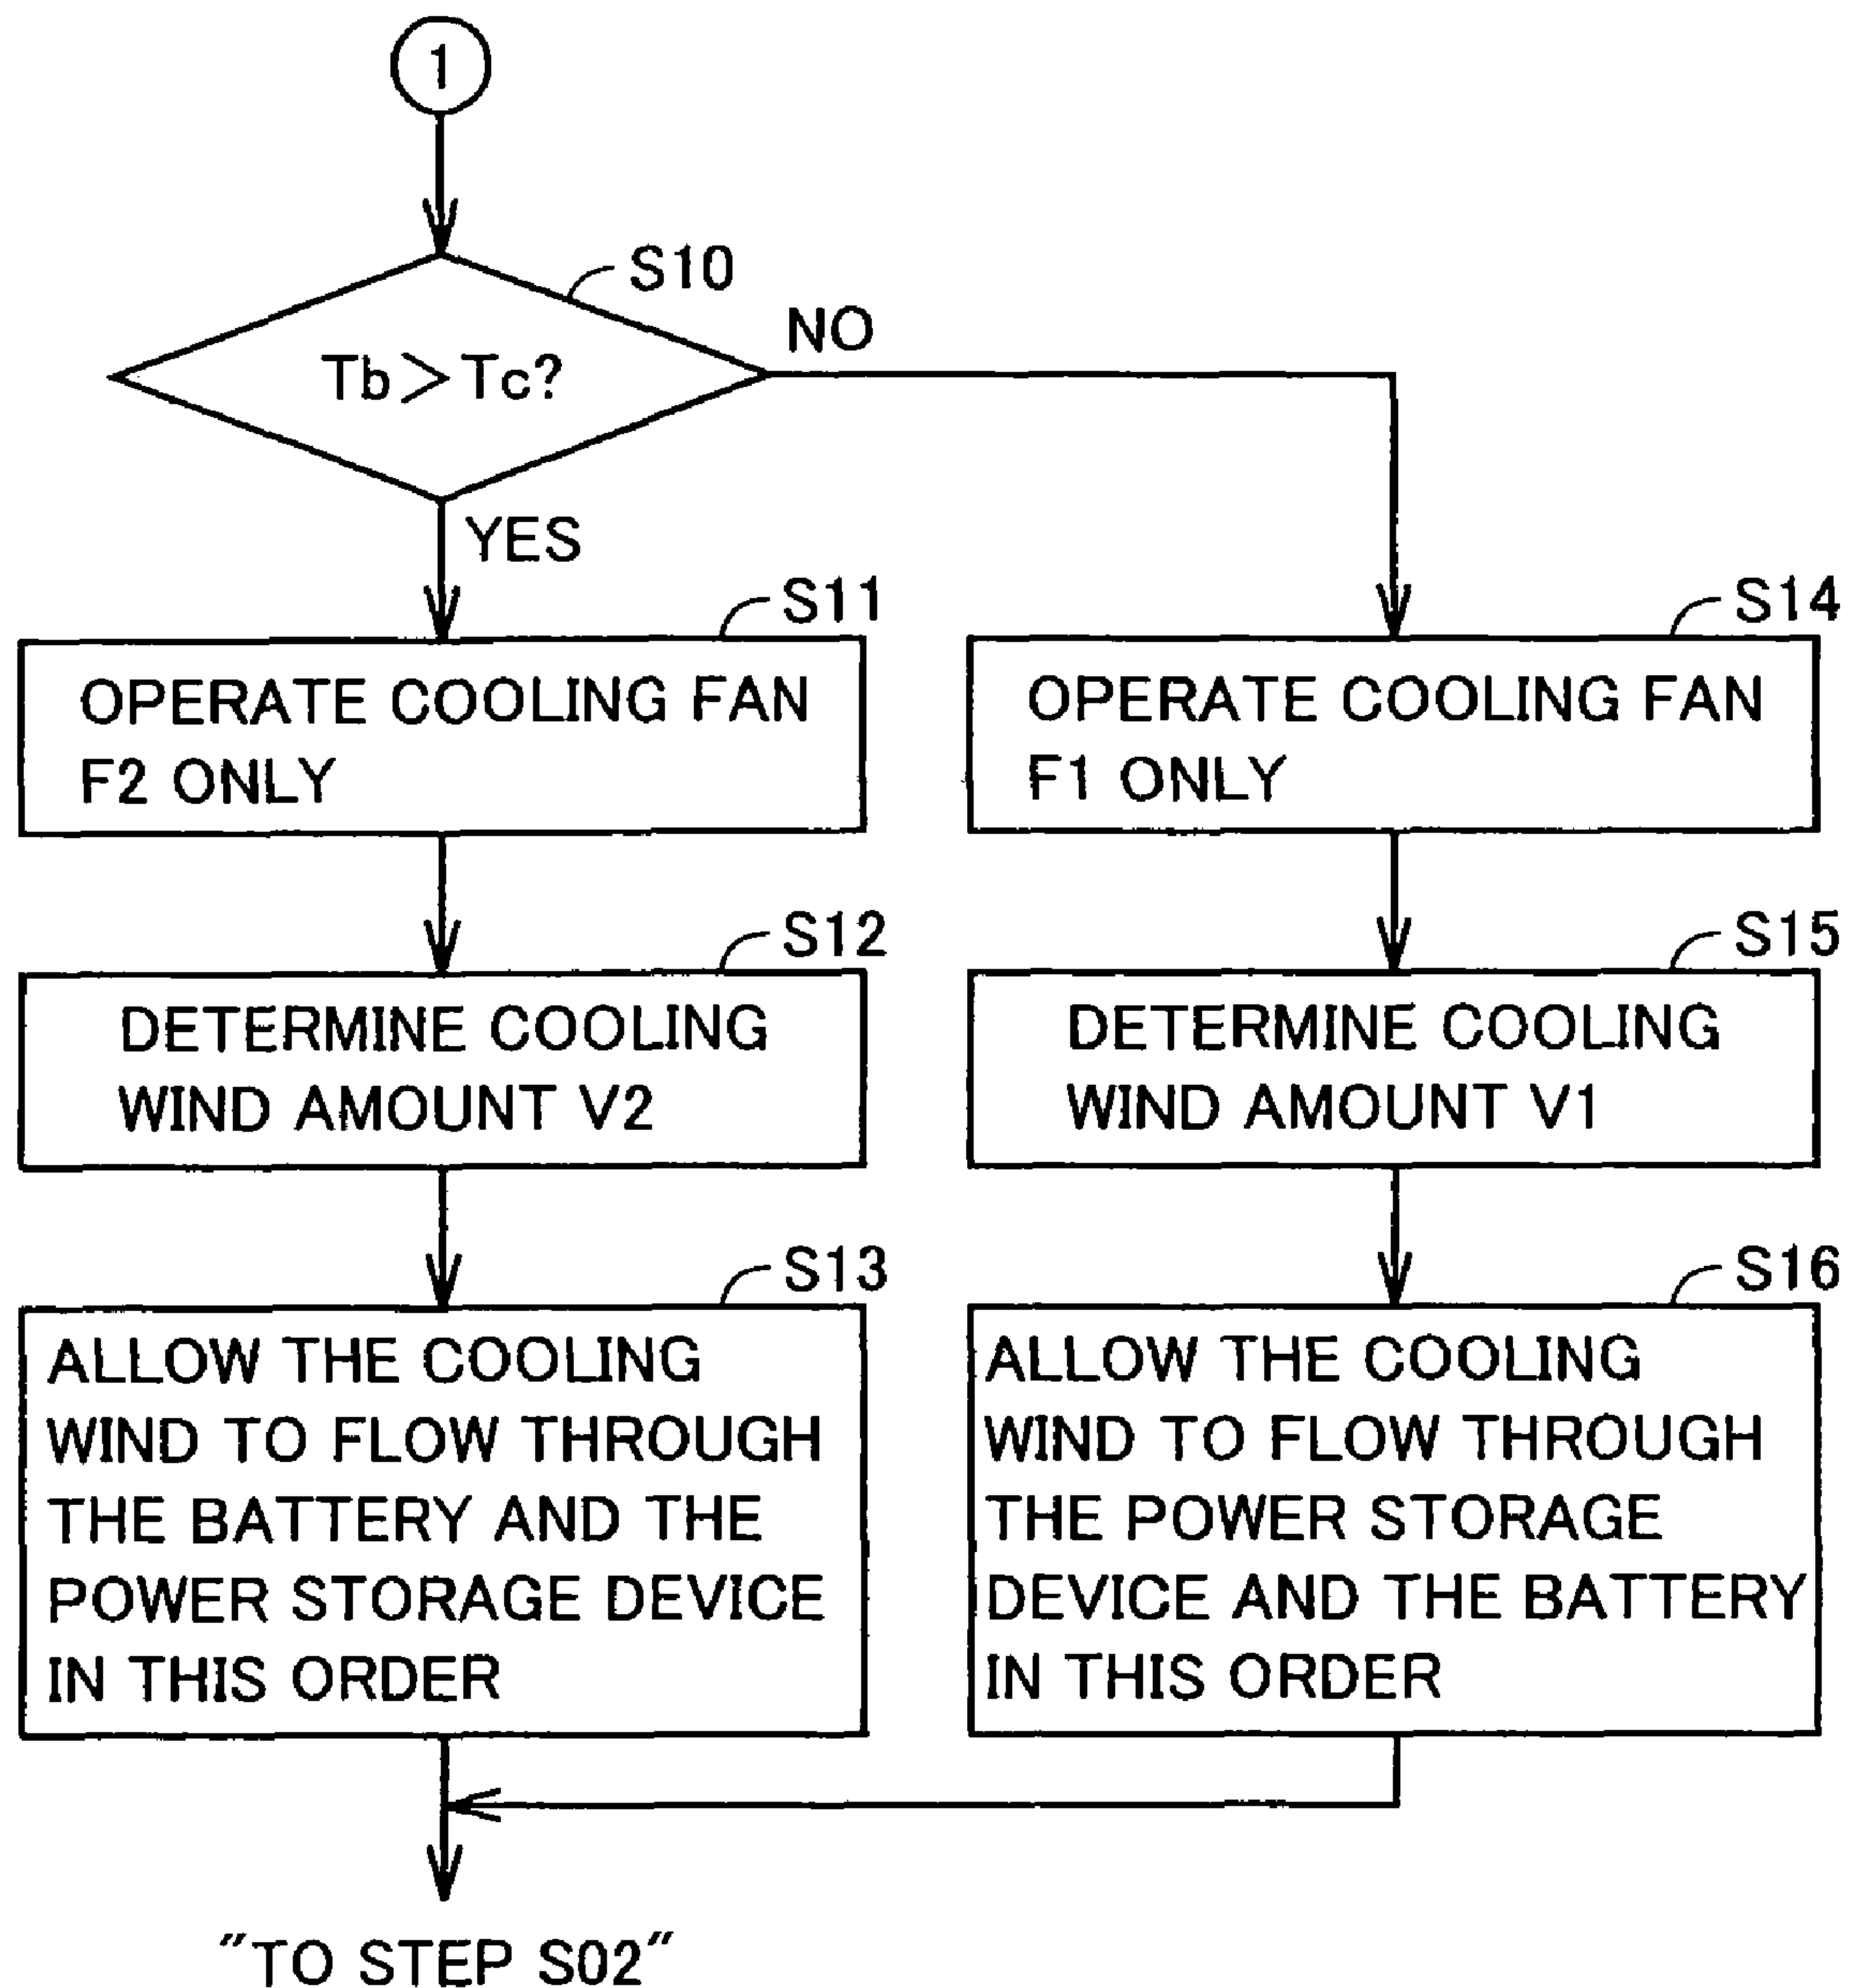 1
S10
Tb>Tc?
NO
YES
S11
OPERATE COOLING FAN
F2 ONLY
S12
DETERMINE COOLING
WIND AMOUNT V2
S13
ALLOW THE COOLING
WIND TO FLOW THROUGH
THE BATTERY AND THE
POWER STORAGE DEVICE
IN THIS ORDER
S14
OPERATE COOLING FAN
F1 ONLY
S15
DETERMINE COOLING
WIND AMOUNT V1
S16
ALLOW THE COOLING
WIND TO FLOW THROUGH
THE POWER STORAGE
DEVICE AND THE BATTERY
IN THIS ORDER
"TO STEP S02"